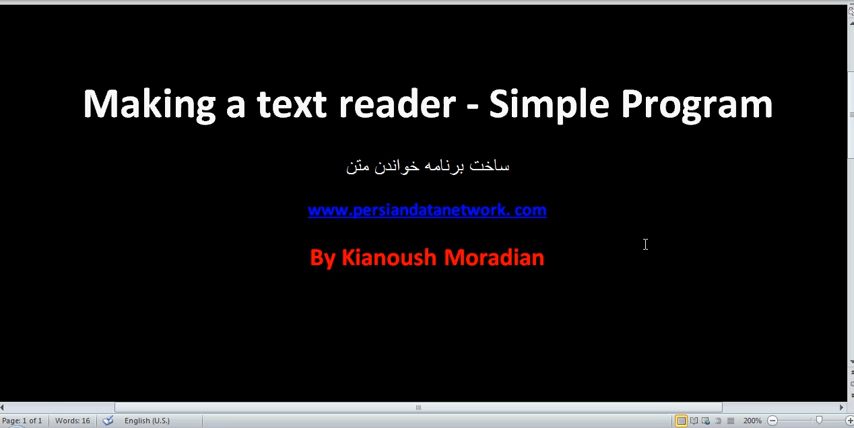 Making a text reader - Simple Program
ساخت برنامه خواندن متن
www.persiandatanetwork. com
By Kianoush Moradian
Page: 1 of 1 Words: 16 English (U.S.) 200%